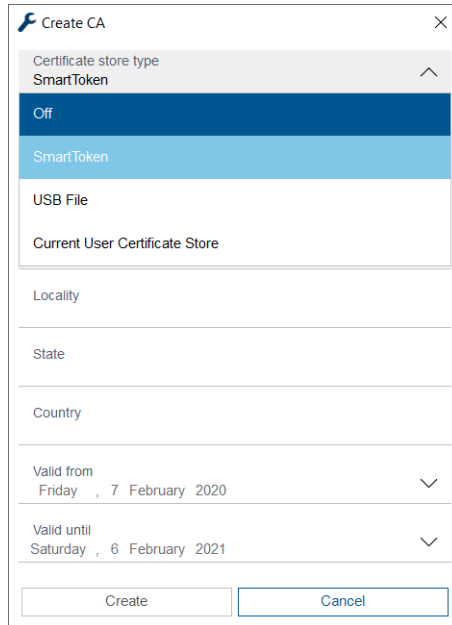 Create CA
Certificate store type
SmartToken
Off
SmartToken
USB File
Current User Certificate Store
Locality
State
Country
Valid from
Friday , 7 February 2020
Valid until
Saturday , 6 February 2021
Create Cancel